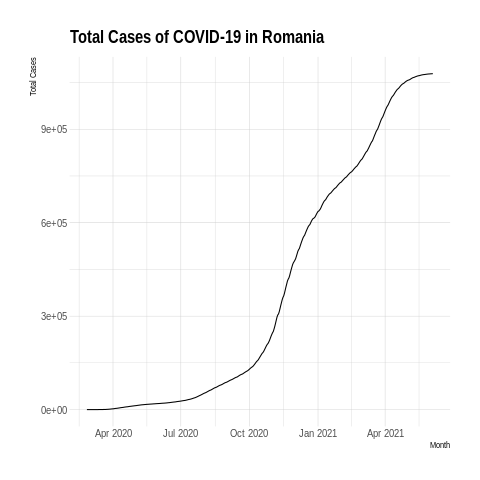 Total Cases of COVID-19 in Romania
Total Cases
9e+05
6e+05
3e+05
0e+00
Apr 2020 Jul 2020 Oct 2020 Jan 2021 Apr 2021
Month